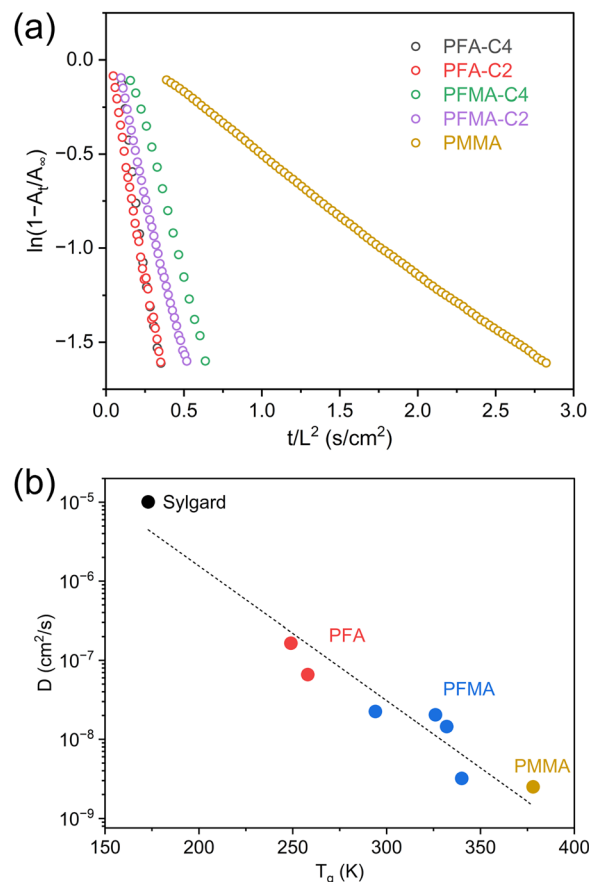 (a)
0.0
−0.5
−1.0
−1.5
ln(1−Aₜ/A∞)
PFA-C4
PFA-C2
PFMA-C4
PFMA-C2
PMMA
0.0 0.5 1.0 1.5 2.0 2.5 3.0
t/L² (s/cm²)
(b)
10⁻⁵
10⁻⁶
10⁻⁷
10⁻⁸
10⁻⁹
D (cm²/s)
Sylgard
PFA
PFMA
PMMA
150 200 250 300 350 400
T_g (K)